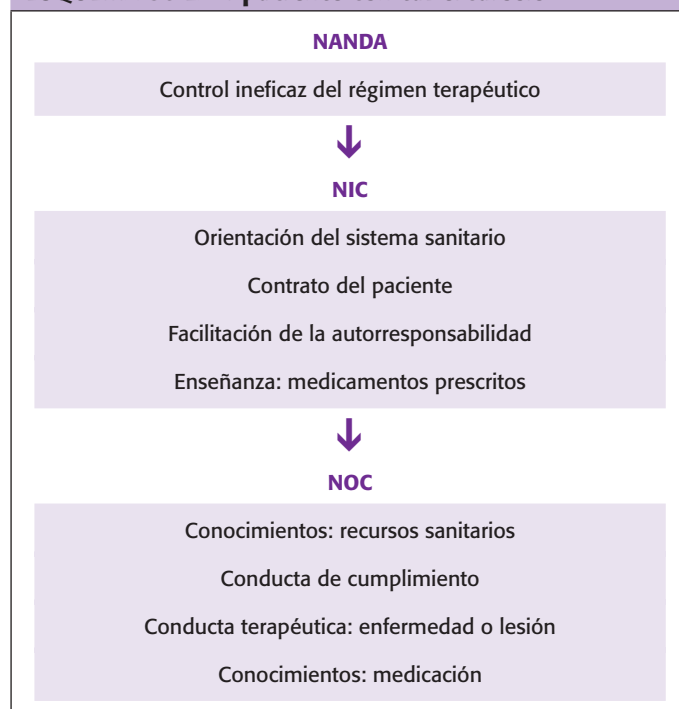 NANDA
Control ineficaz del régimen terapéutico
NIC
Orientación del sistema sanitario
Contrato del paciente
Facilitación de la autorresponsabilidad
Enseñanza: medicamentos prescritos
NOC
Conocimientos: recursos sanitarios
Conducta de cumplimiento
Conducta terapéutica: enfermedad o lesión
Conocimientos: medicación